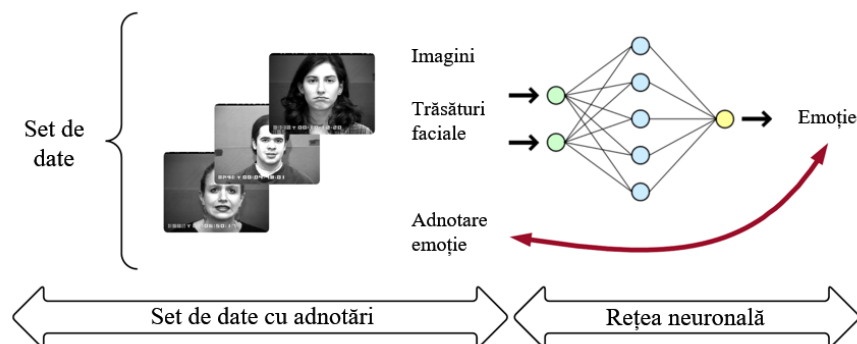 Set de
date
Imagini
Trăsături
faciale
Adnotare
emoție
Emoție
Set de date cu adnotări
Rețea neuronală